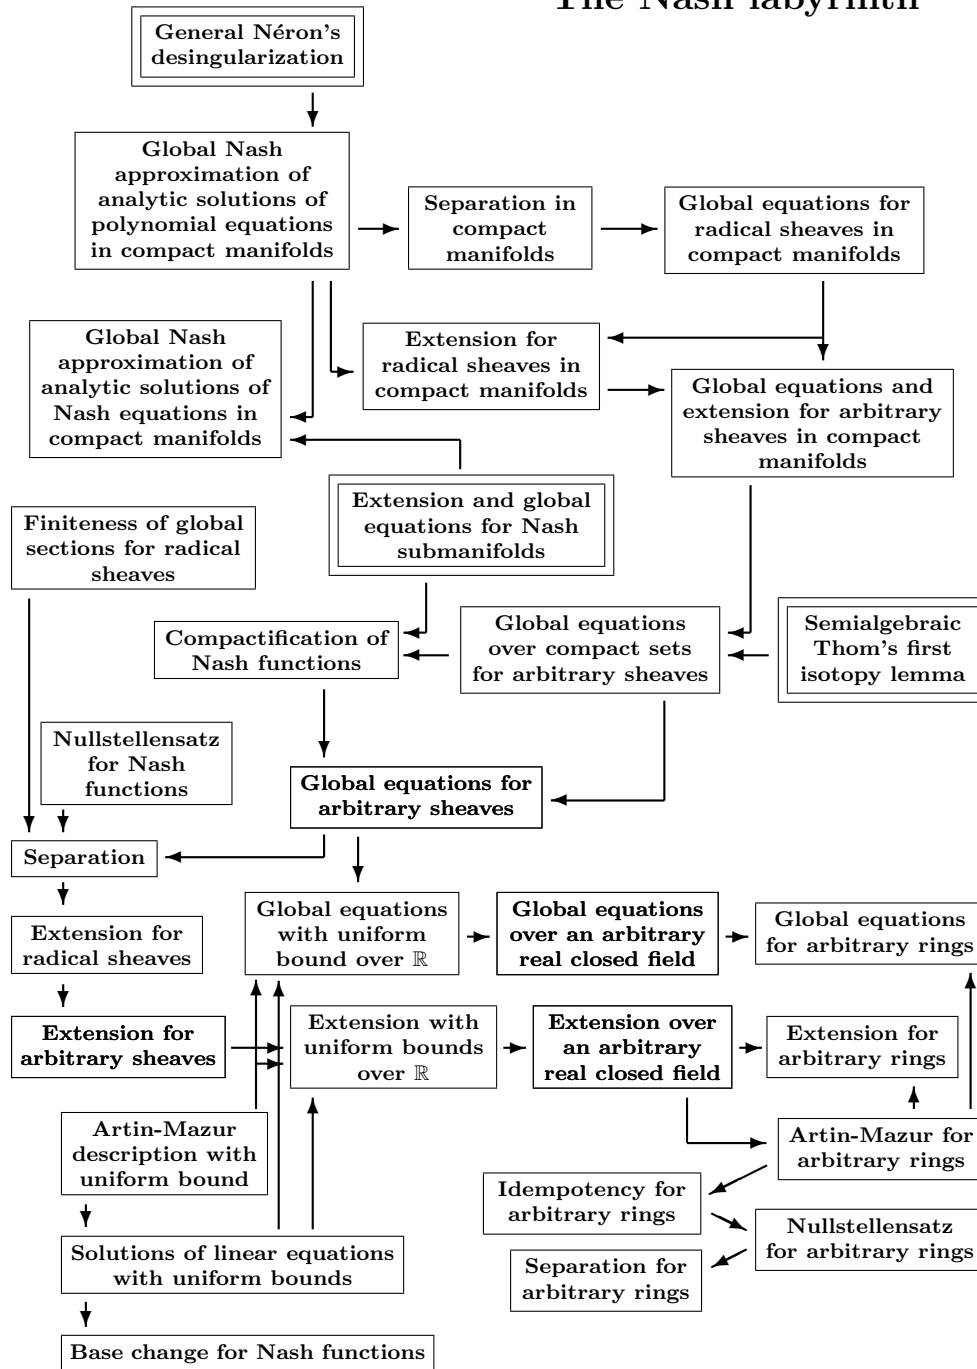 The Nash labyrinth
General Néron's
desingularization
Global Nash
approximation of
analytic solutions of
polynomial equations
in compact manifolds
Separation in
compact
manifolds
Global equations for
radical sheaves in
compact manifolds
Global Nash
approximation of
analytic solutions of
Nash equations in
compact manifolds
Extension for
radical sheaves in
compact manifolds
Global equations and
extension for arbitrary
sheaves in compact
manifolds
Extension and global
equations for Nash
submanifolds
Finiteness of global
sections for radical
sheaves
Compactification of
Nash functions
Global equations
over compact sets
for arbitrary sheaves
Semialgebraic
Thom's first
isotopy lemma
Nullstellensatz
for Nash
functions
Global equations for
arbitrary sheaves
Separation
Extension for
radical sheaves
Global equations
with uniform
bound over ℝ
Global equations
over an arbitrary
real closed field
Global equations
for arbitrary rings
Extension for
arbitrary sheaves
Extension with
uniform bounds
over ℝ
Extension over
an arbitrary
real closed field
Extension for
arbitrary rings
Artin-Mazur
description with
uniform bound
Artin-Mazur for
arbitrary rings
Idempotency for
arbitrary rings
Nullstellensatz
for arbitrary rings
Solutions of linear equations
with uniform bounds
Separation for
arbitrary rings
Base change for Nash functions